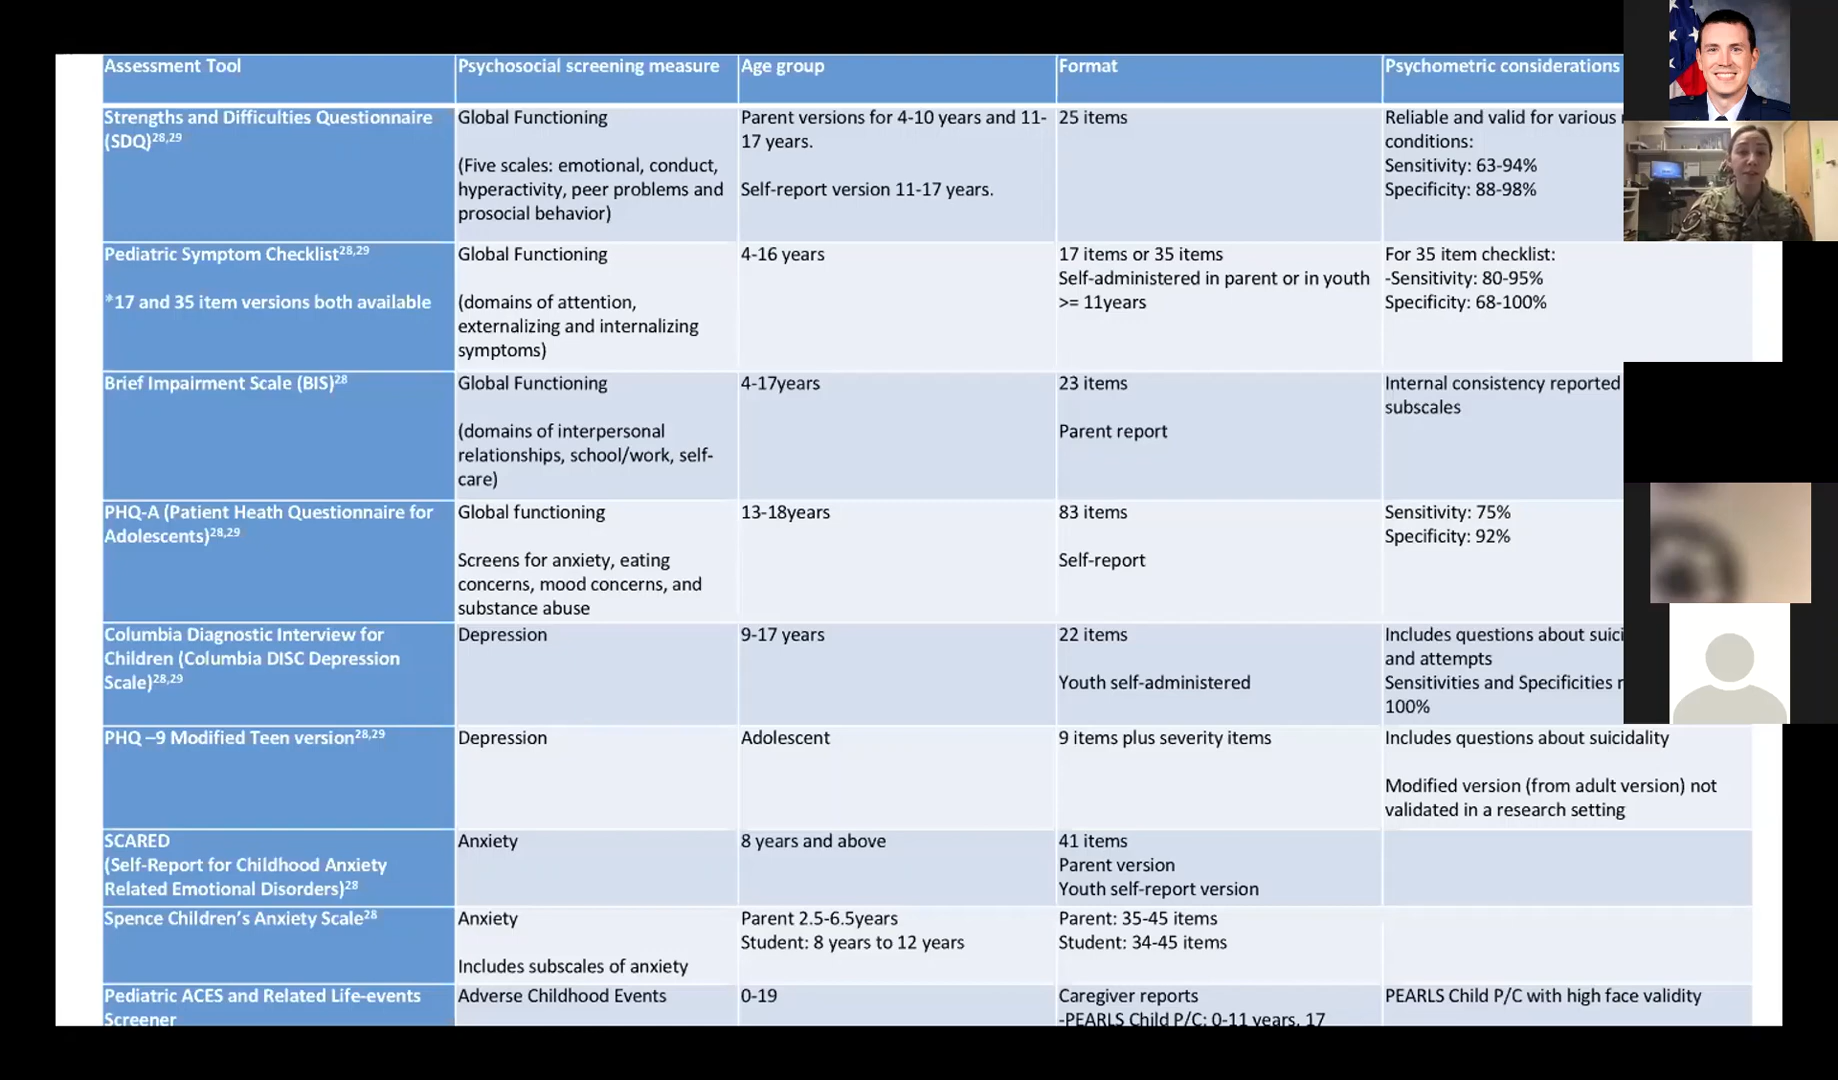 Assessment Tool
Psychosocial screening measure
Age group
Format
Psychometric considerations
Strengths and Difficulties Questionnaire
(SDQ)28,29
Global Functioning
(Five scales: emotional, conduct,
hyperactivity, peer problems and
prosocial behavior)
Parent versions for 4-10 years and 11-
17 years.
Self-report version 11-17 years.
25 items
Reliable and valid for various
conditions:
Sensitivity: 63-94%
Specificity: 88-98%
Pediatric Symptom Checklist28,29
*17 and 35 item versions both available
Global Functioning
(domains of attention,
externalizing and internalizing
symptoms)
4-16 years
17 items or 35 items
Self-administered in parent or in youth
>= 11years
For 35 item checklist:
-Sensitivity: 80-95%
Specificity: 68-100%
Brief Impairment Scale (BIS)28
Global Functioning
(domains of interpersonal
relationships, school/work, self-
care)
4-17years
23 items
Parent report
Internal consistency reported
subscales
PHQ-A (Patient Heath Questionnaire for
Adolescents)28,29
Global functioning
Screens for anxiety, eating
concerns, mood concerns, and
substance abuse
13-18years
83 items
Self-report
Sensitivity: 75%
Specificity: 92%
Columbia Diagnostic Interview for
Children (Columbia DISC Depression
Scale)28,29
Depression
9-17 years
22 items
Youth self-administered
Includes questions about
and attempts
Sensitivities and Specificities
100%
PHQ –9 Modified Teen version28,29
Depression
Adolescent
9 items plus severity items
Includes questions about suicidality
Modified version (from adult version) not
validated in a research setting
SCARED
(Self-Report for Childhood Anxiety
Related Emotional Disorders)28
Anxiety
8 years and above
41 items
Parent version
Youth self-report version
Spence Children's Anxiety Scale28
Anxiety
Includes subscales of anxiety
Parent 2.5-6.5years
Student: 8 years to 12 years
Parent: 35-45 items
Student: 34-45 items
Pediatric ACES and Related Life-events
Screener
Adverse Childhood Events
0-19
Caregiver reports
-PEARLS Child P/C: 0-11 years, 17
PEARLS Child P/C with high face validity